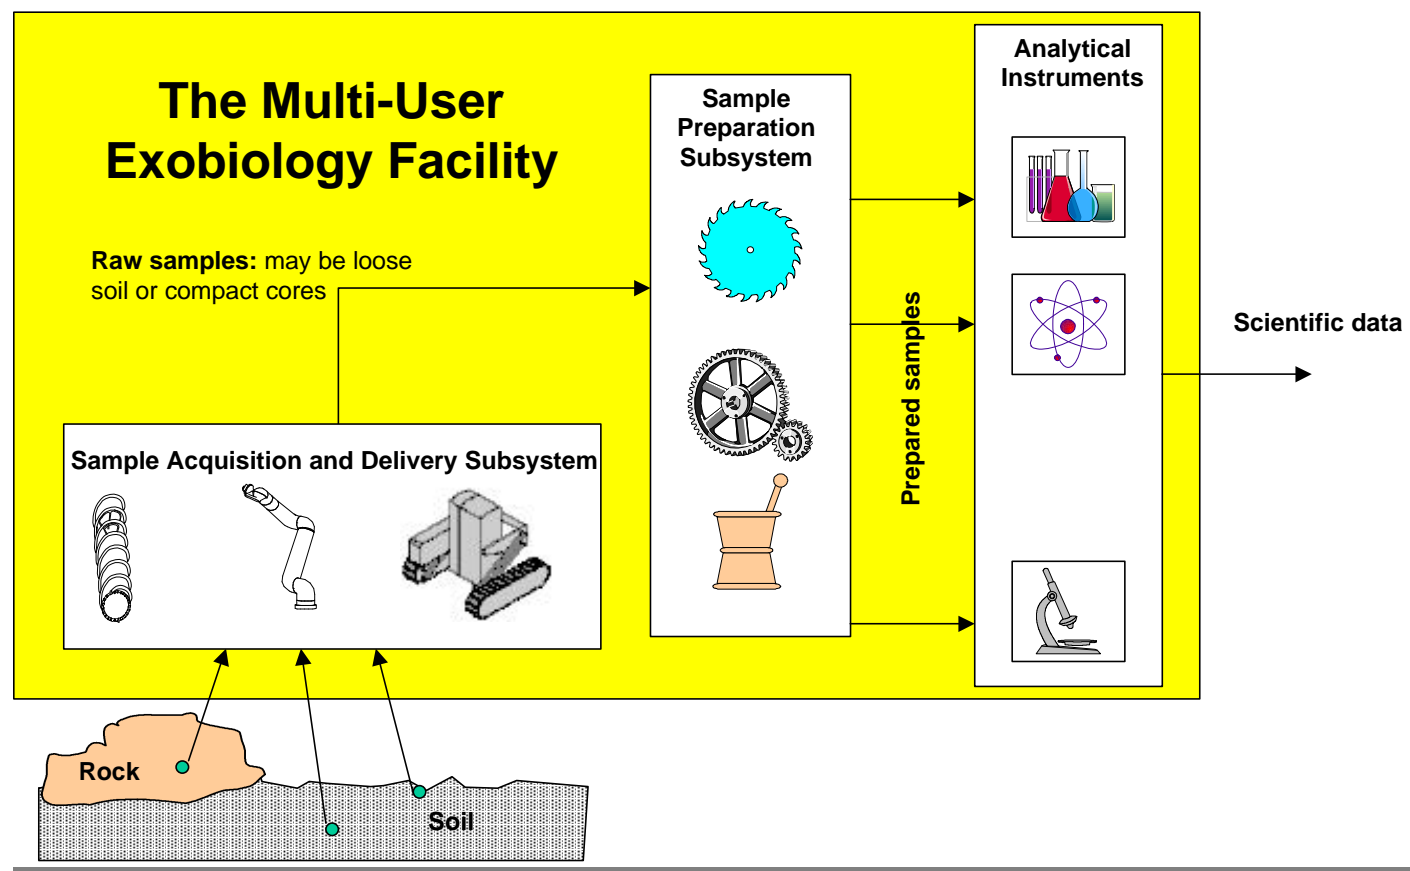 The Multi-User
Exobiology Facility
Raw samples: may be loose
soil or compact cores
Sample Acquisition and Delivery Subsystem
Sample
Preparation
Subsystem
Prepared samples
Analytical
Instruments
Scientific data
Rock
Soil